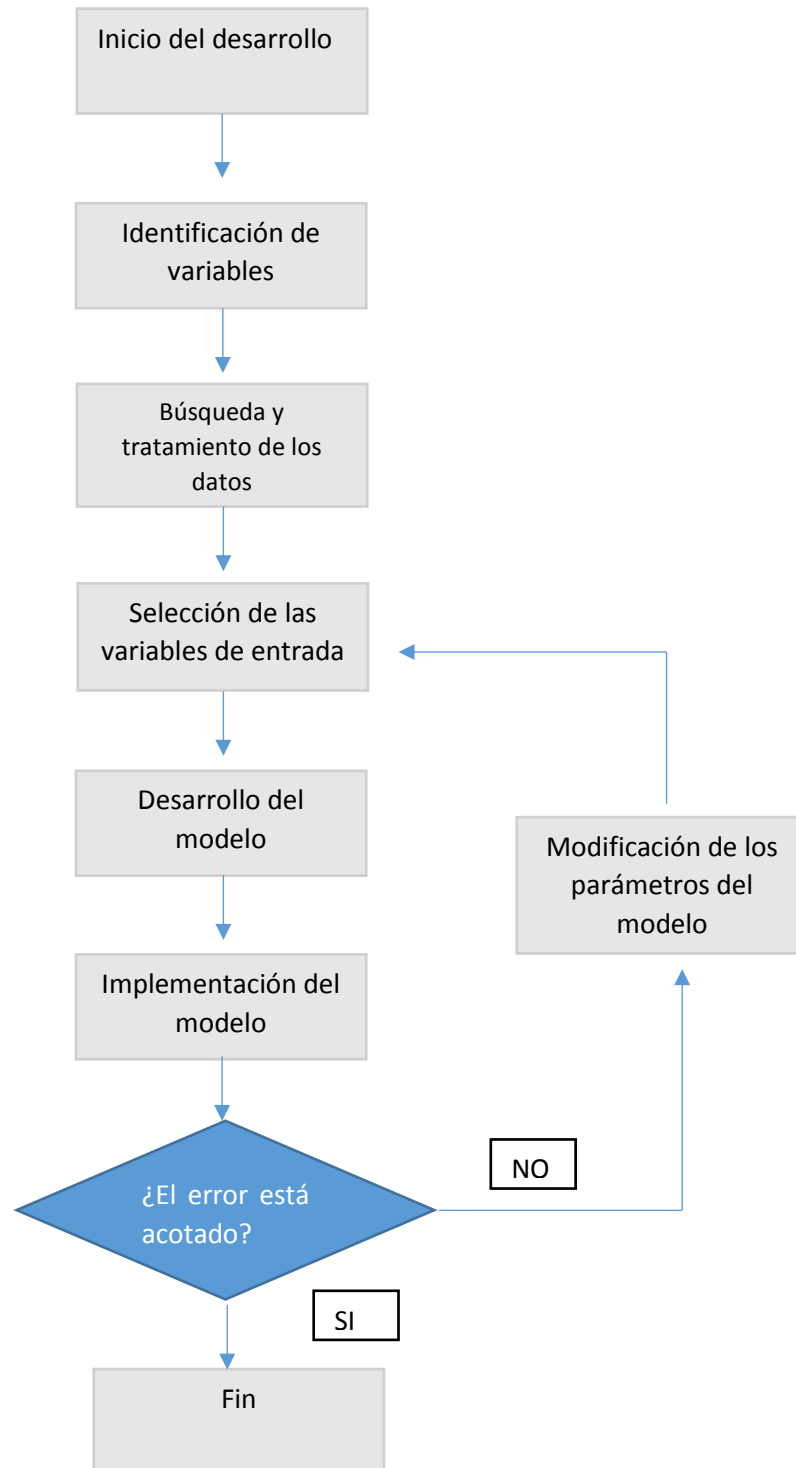 Inicio del desarrollo
Identificación de
variables
Búsqueda y
tratamiento de los
datos
Selección de las
variables de entrada
Desarrollo del
modelo
Modificación de los
parámetros del
modelo
Implementación del
modelo
¿El error está
acotado?
NO
SI
Fin